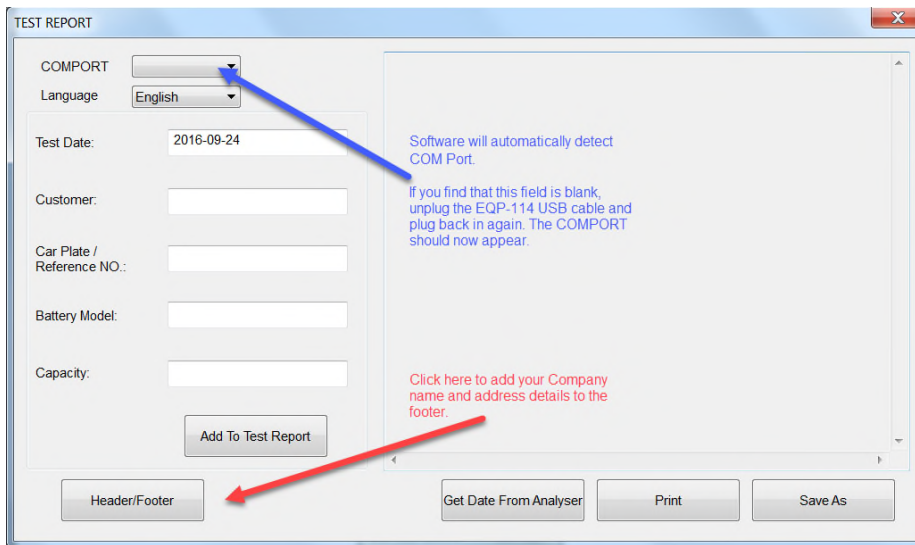 TEST REPORT
X
COMPORT
Language
English
Test Date:
2016-09-24
Customer:
Car Plate /
Reference NO.:
Battery Model:
Capacity:
Add To Test Report
Header/Footer
Software will automatically detect
COM Port.
If you find that this field is blank,
unplug the EQP-114 USB cable and
plug back in again. The COMPORT
should now appear.
Click here to add your Company
name and address details to the
footer.
Get Date From Analyser
Print
Save As